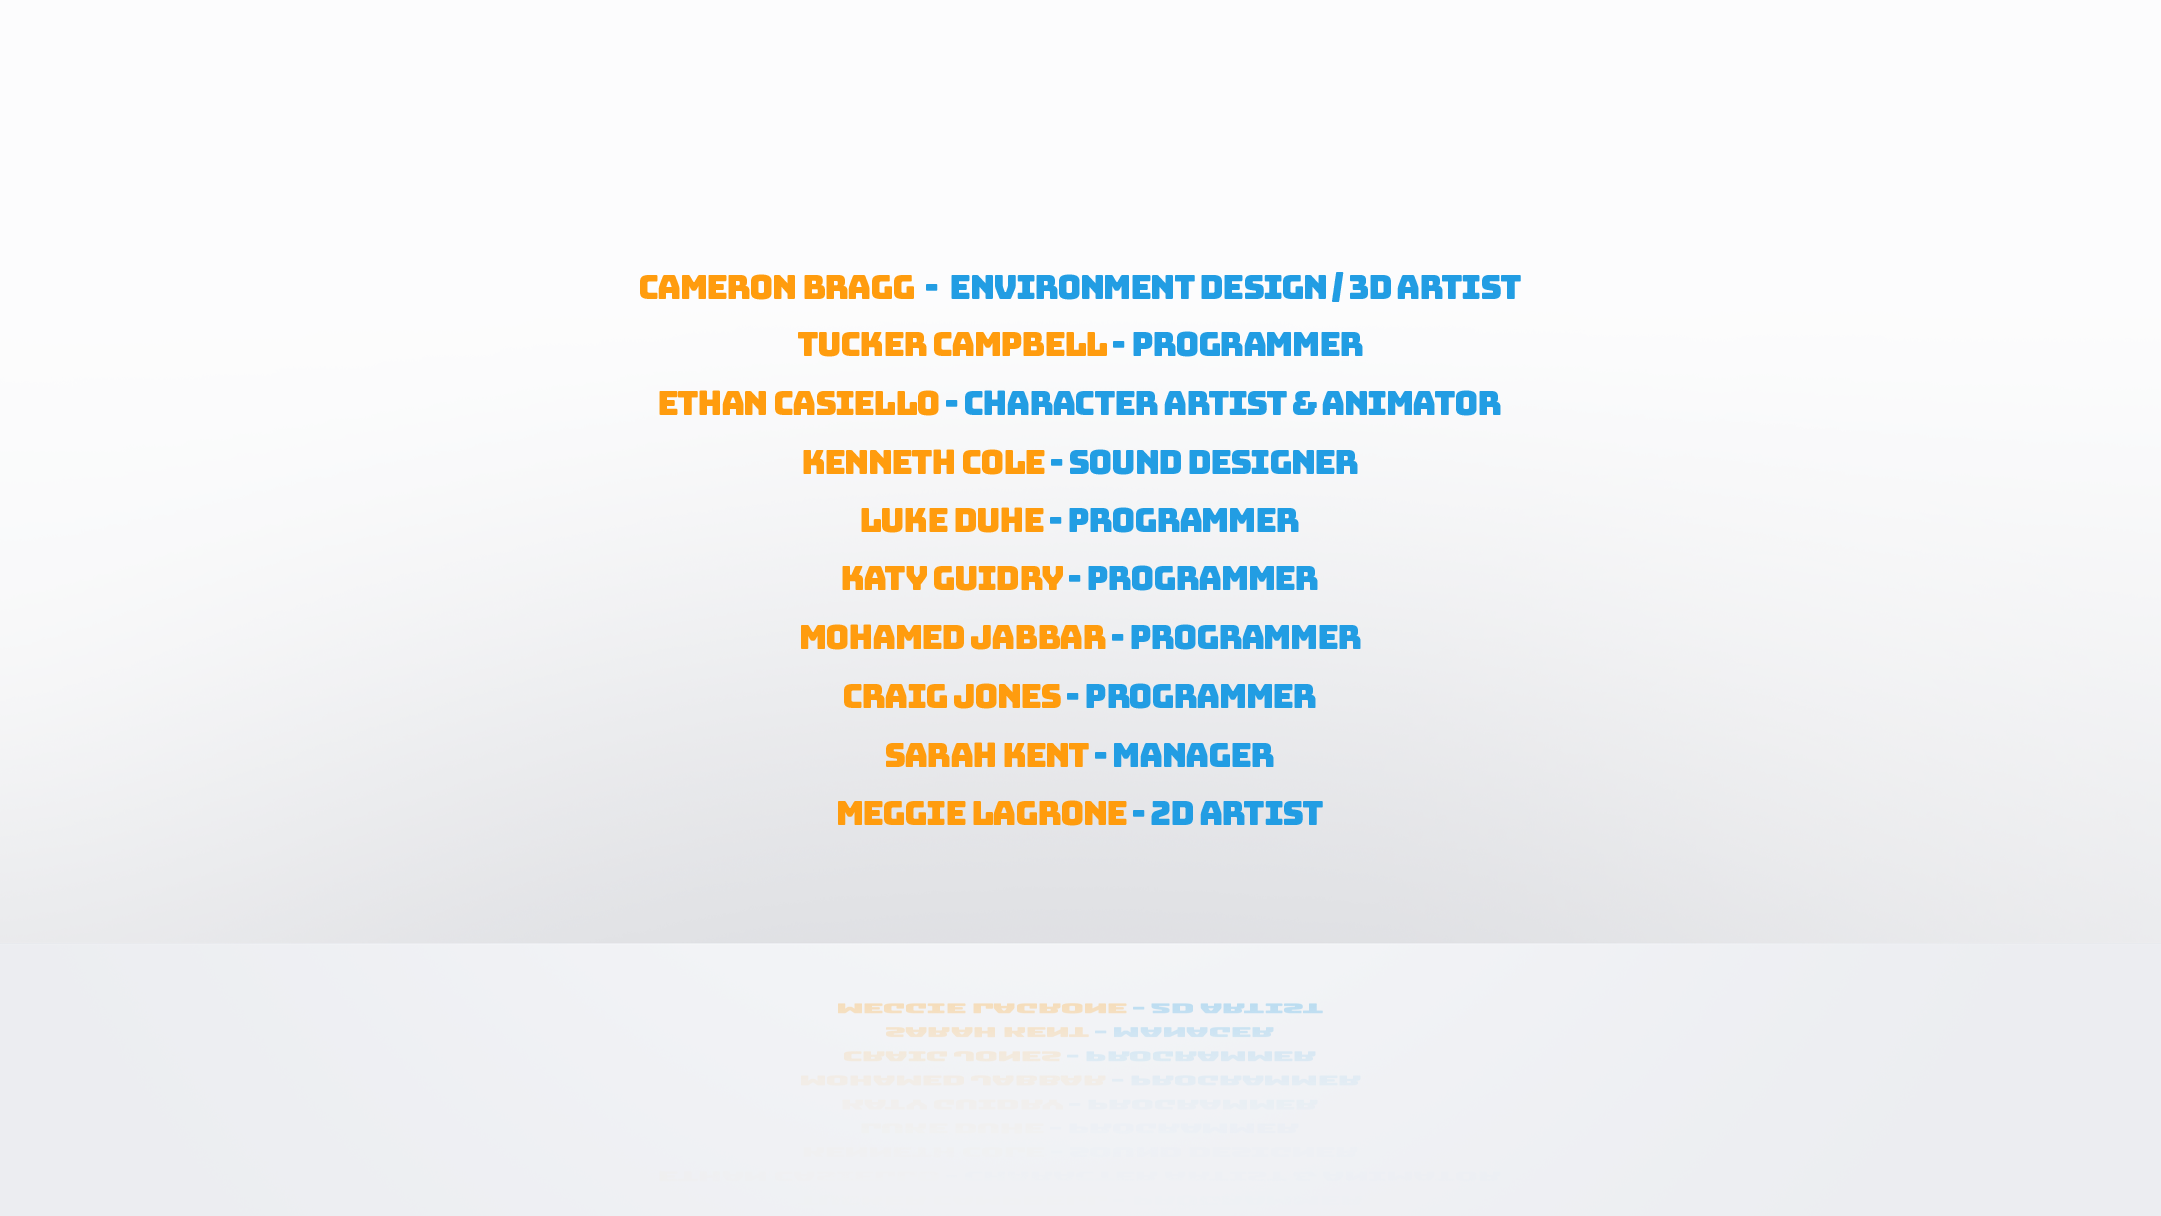 CAMERON BRAGG - ENVIRONMENT DESIGN / 3D ARTIST
TUCKER CAMPBELL - PROGRAMMER
ETHAN CASIELLO - CHARACTER ARTIST & ANIMATOR
KENNETH COLE - SOUND DESIGNER
LUKE DUHE - PROGRAMMER
KATY GUIDRY - PROGRAMMER
MOHAMED JABBAR - PROGRAMMER
CRAIG JONES - PROGRAMMER
SARAH KENT - MANAGER
MEGGIE LAGRONE - 2D ARTIST